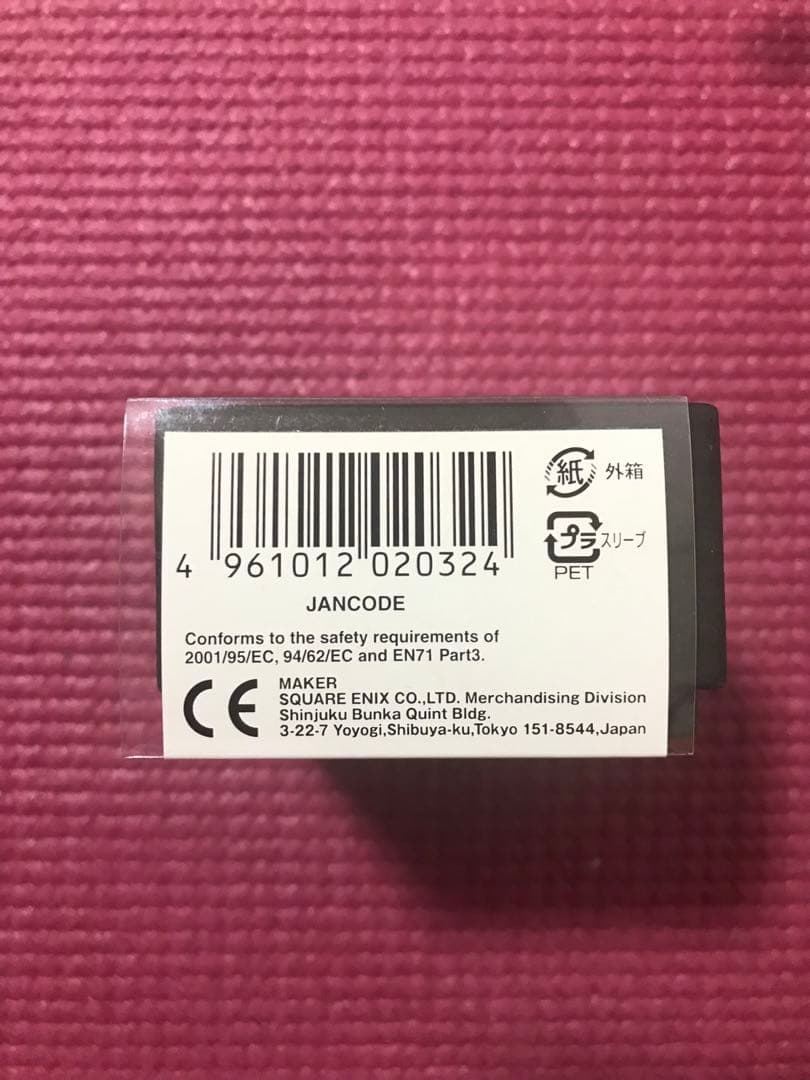 4 961012 020324
JANCODE
紙 外箱
プラ スリーブ
PET
Conforms to the safety requirements of
2001/95/EC, 94/62/EC and EN71 Part3.
CE
MAKER
SQUARE ENIX CO.,LTD. Merchandising Division
Shinjuku Bunka Quint Bldg.
3-22-7 Yoyogi,Shibuya-ku,Tokyo 151-8544,Japan